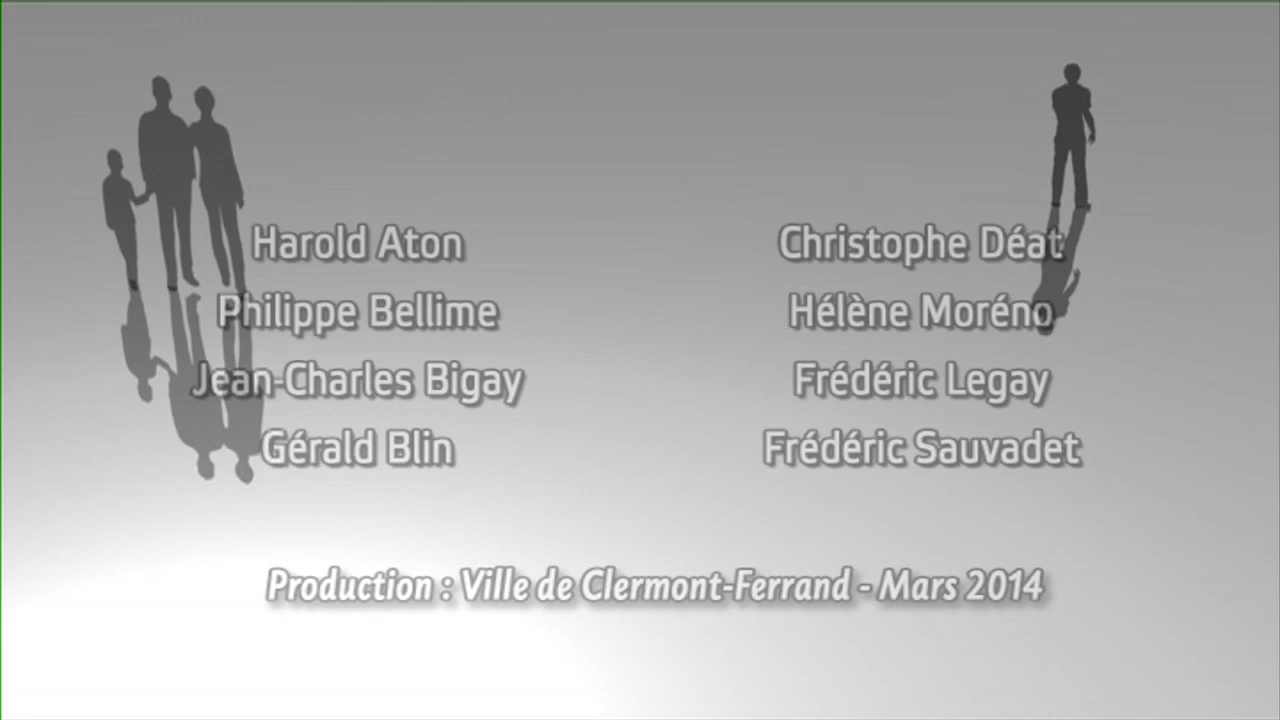 Harold Aton
Philippe Bellime
Jean-Charles Bigay
Gérald Blin
Christophe Déat
Hélène Moréno
Frédéric Legay
Frédéric Sauvadet
Production : Ville de Clermont-Ferrand - Mars 2014